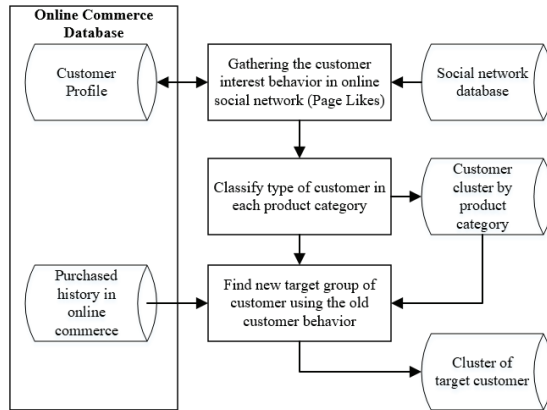 Online Commerce
Database
Customer
Profile
Gathering the customer
interest behavior in online
social network (Page Likes)
Social network
database
Classify type of customer in
each product category
Customer
cluster by
product
category
Purchased
history in
online
commerce
Find new target group of
customer using the old
customer behavior
Cluster of
target customer